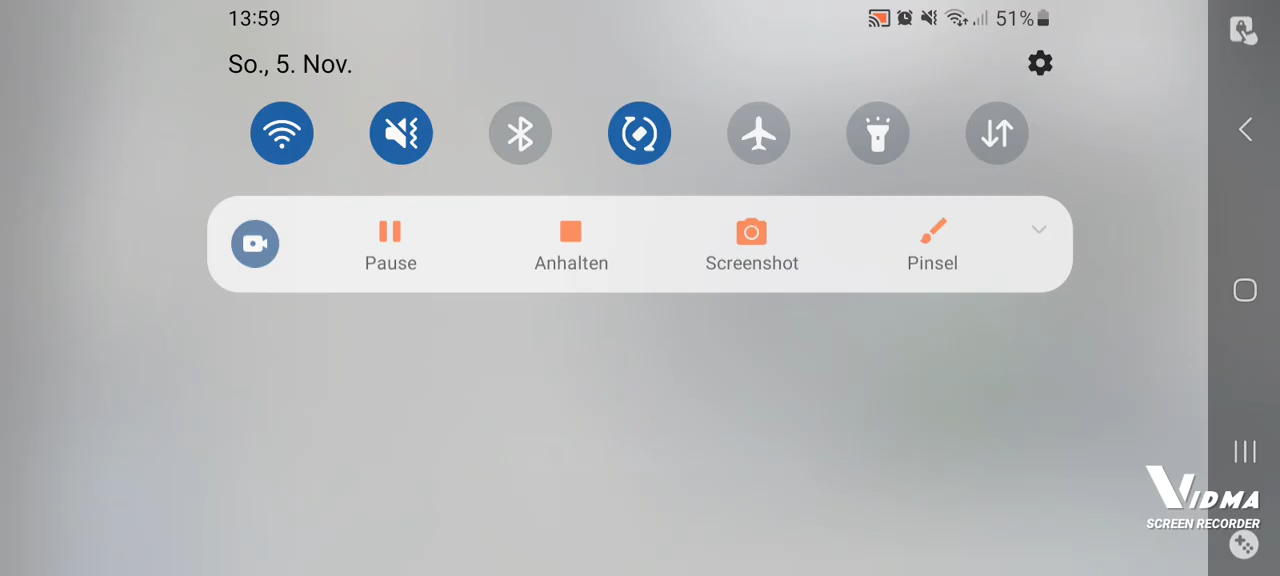 13:59
51%
So., 5. Nov.
Pause
Anhalten
Screenshot
Pinsel
VIDMA
SCREEN RECORDER